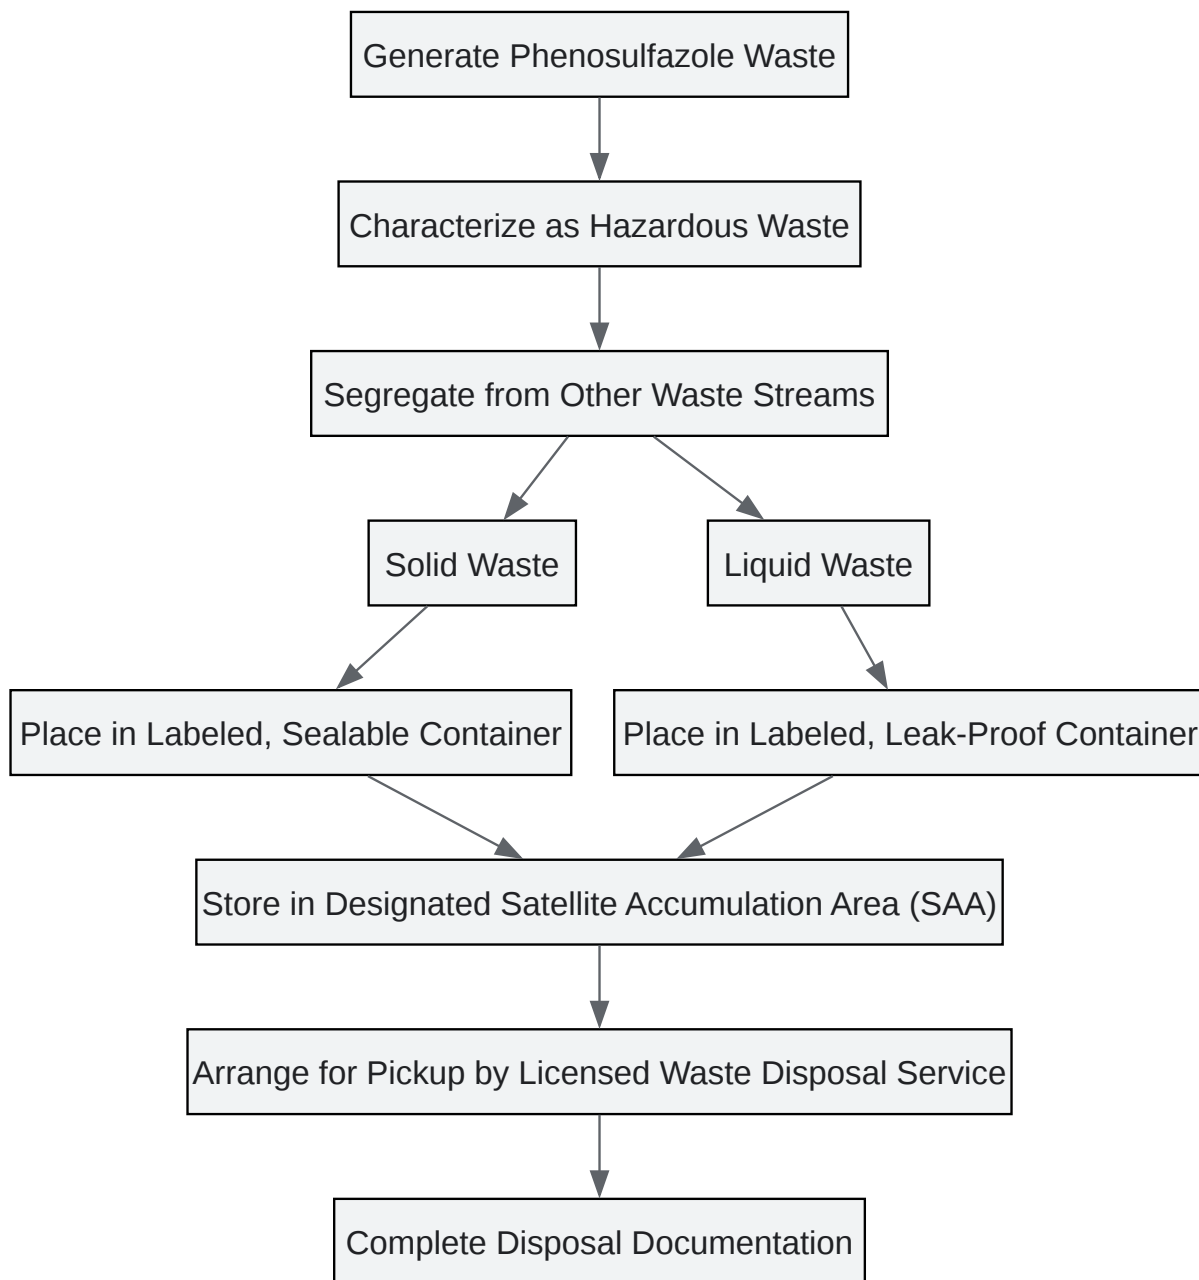 Generate Phenosulfazole Waste
Characterize as Hazardous Waste
Segregate from Other Waste Streams
Solid Waste
Liquid Waste
Place in Labeled, Sealable Container
Place in Labeled, Leak-Proof Container
Store in Designated Satellite Accumulation Area (SAA)
Arrange for Pickup by Licensed Waste Disposal Service
Complete Disposal Documentation